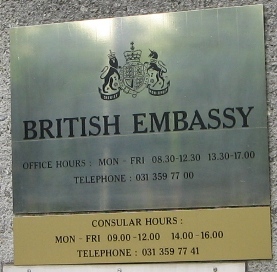 BRITISH EMBASSY
OFFICE HOURS : MON - FRI 08.30-12.30 13.30-17.00
TELEPHONE : 031 359 77 00
CONSULAR HOURS :
MON - FRI 09.00-12.00 14.00-16.00
TELEPHONE : 031 359 77 41